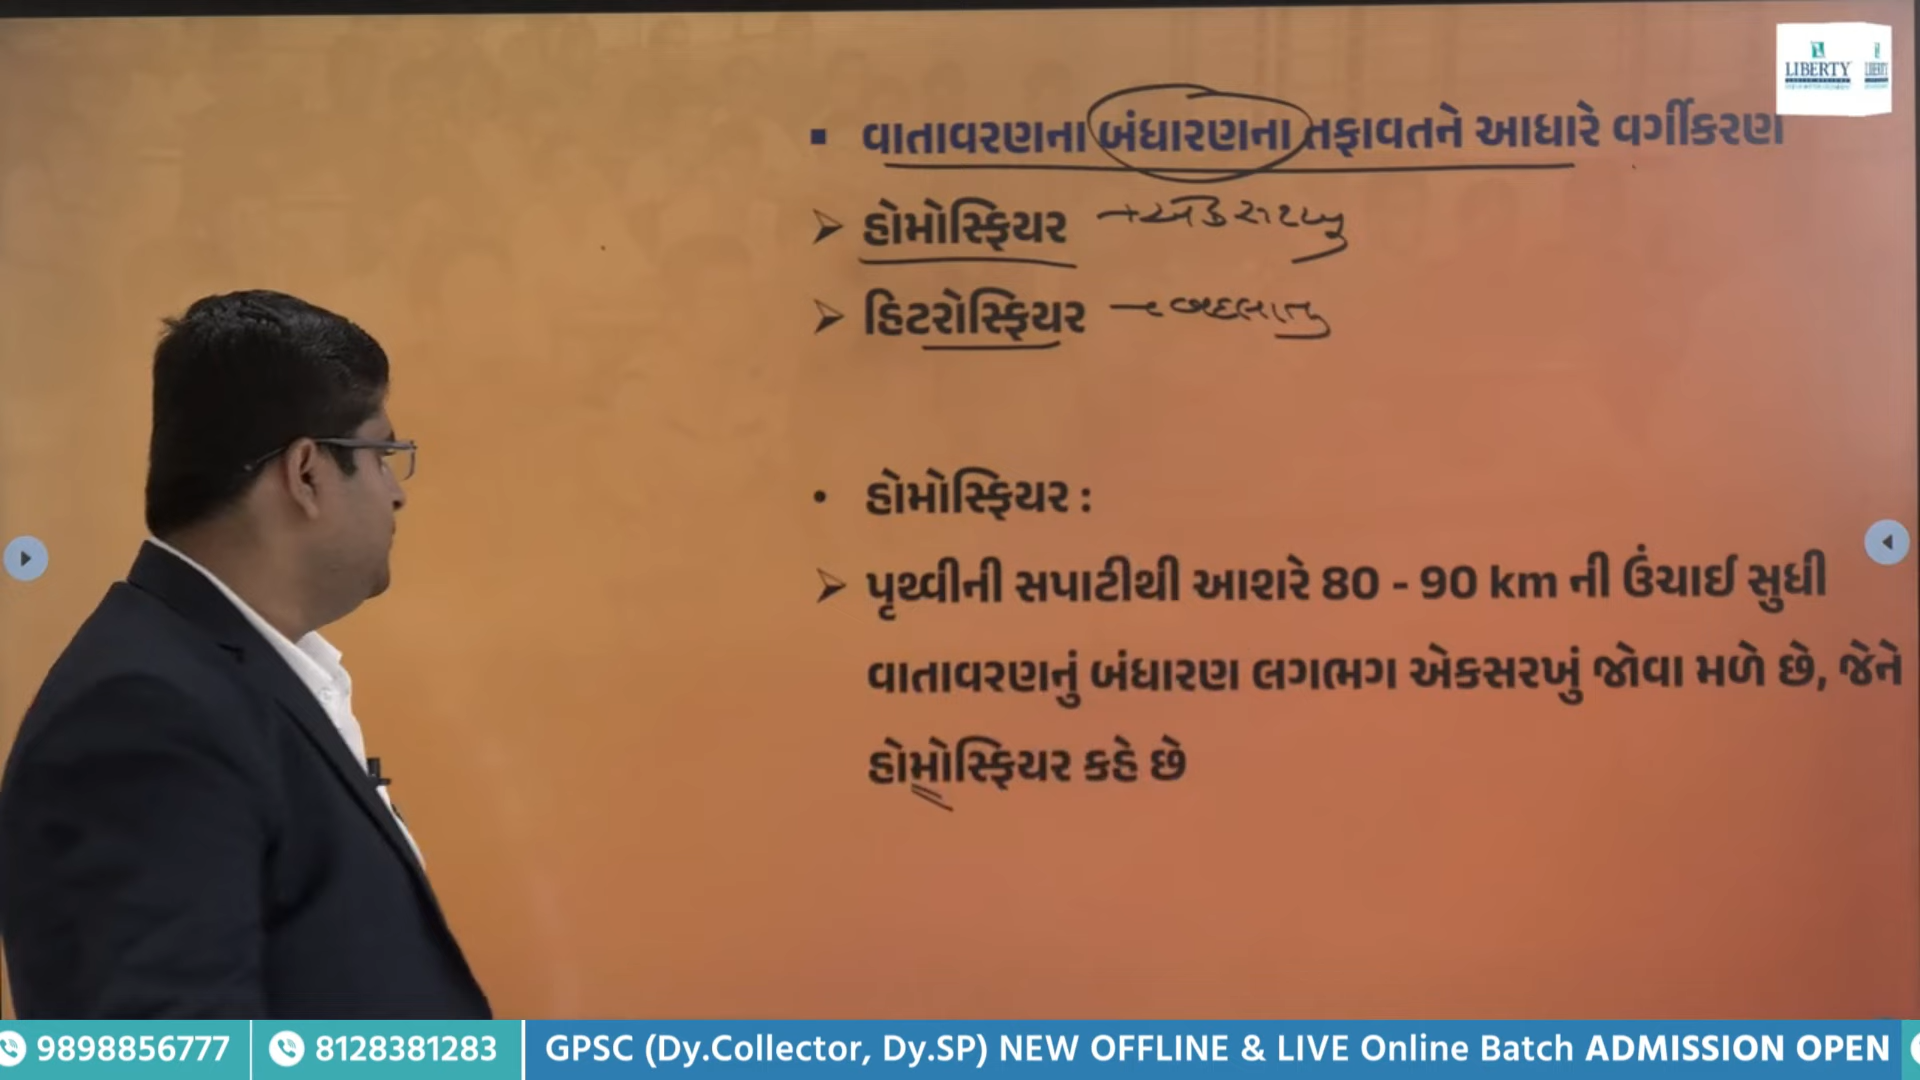 LIBERTY
વાતાવરણના બંધારણના તફાવતને આધારે વર્ગીકરણ
હોમોસ્ફિયર → એકસરખુ
હિટરોસ્ફિયર → બદલાતુ
હોમોસ્ફિયર :
પૃથ્વીની સપાટીથી આશરે 80 - 90 km ની ઉંચાઈ સુધી
વાતાવરણનું બંધારણ લગભગ એકસરખું જોવા મળે છે, જેને
હોમોસ્ફિયર કહે છે
9898856777 8128381283 GPSC (Dy.Collector, Dy.SP) NEW OFFLINE & LIVE Online Batch ADMISSION OPEN